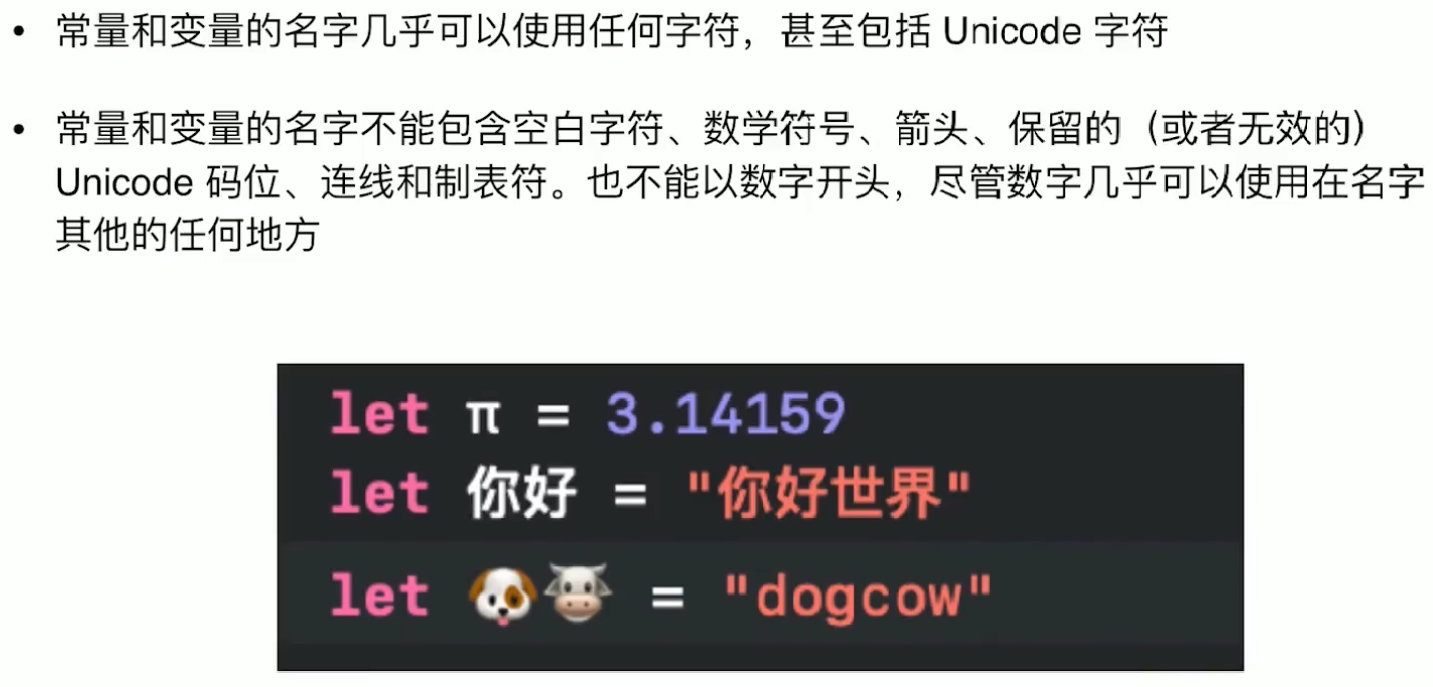 • 常量和变量的名字几乎可以使用任何字符，甚至包括 Unicode 字符
• 常量和变量的名字不能包含空白字符、数学符号、箭头、保留的（或者无效的）
Unicode 码位、连线和制表符。也不能以数字开头，尽管数字几乎可以使用在名字
其他的任何地方
let π = 3.14159
let 你好 = "你好世界"
let 🐶🐮 = "dogcow"